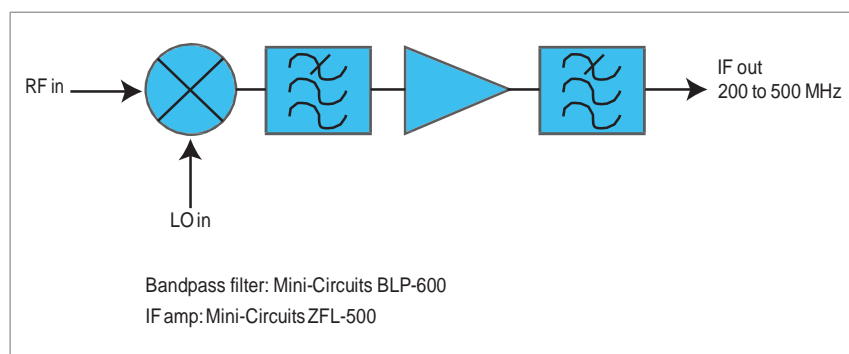 RF in
IF out
200 to 500 MHz
LO in
Bandpass filter: Mini-Circuits BLP-600
IF amp: Mini-Circuits ZFL-500